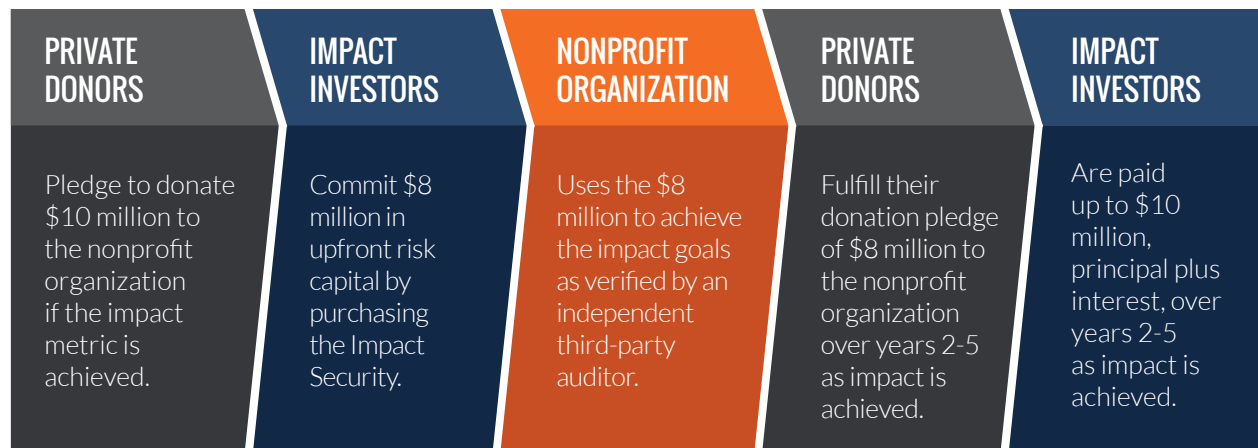 PRIVATE
DONORS
Pledge to donate
$10 million to
the nonprofit
organization
if the impact
metric is
achieved.
IMPACT
INVESTORS
Commit $8
million in
upfront risk
capital by
purchasing
the Impact
Security.
NONPROFIT
ORGANIZATION
Uses the $8
million to achieve
the impact goals
as verified by an
independent
third-party
auditor.
PRIVATE
DONORS
Fulfill their
donation pledge
of $8 million to
the nonprofit
organization
over years 2-5
as impact is
achieved.
IMPACT
INVESTORS
Are paid
up to $10
million,
principal plus
interest, over
years 2-5
as impact is
achieved.